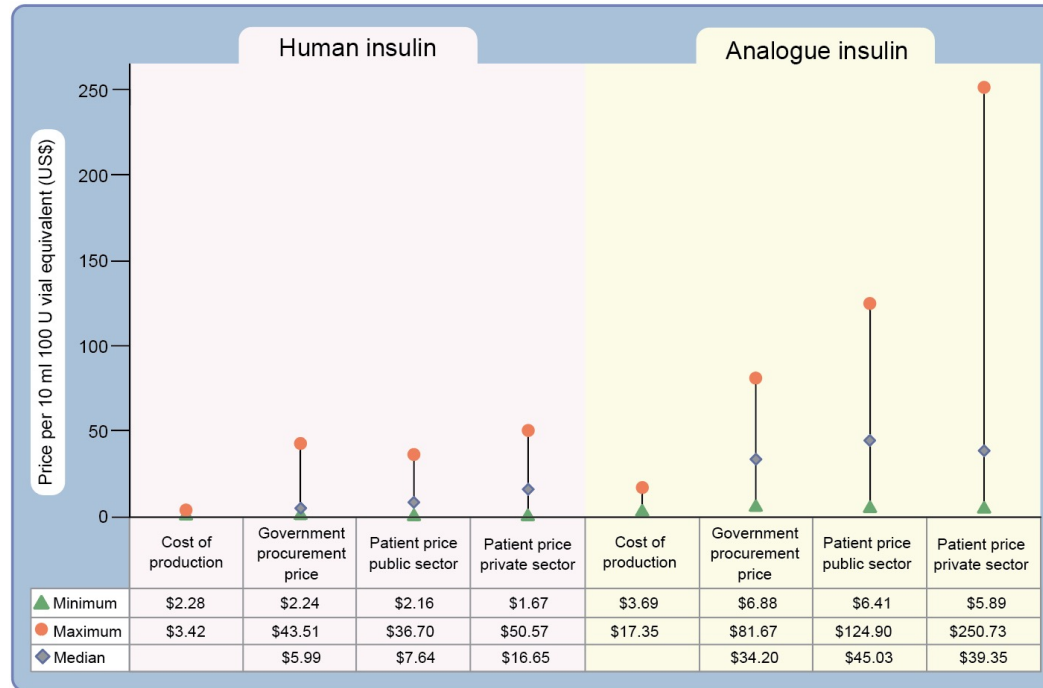 Human insulin
Analogue insulin
Price per 10 ml 100 U vial equivalent (US$)
250
200
150
100
50
0
Cost of production
Government procurement price
Patient price public sector
Patient price private sector
Cost of production
Government procurement price
Patient price public sector
Patient price private sector
Minimum $2.28 $2.24 $2.16 $1.67 $3.69 $6.88 $6.41 $5.89
Maximum $3.42 $43.51 $36.70 $50.57 $17.35 $81.67 $124.90 $250.73
Median $5.99 $7.64 $16.65 $34.20 $45.03 $39.35